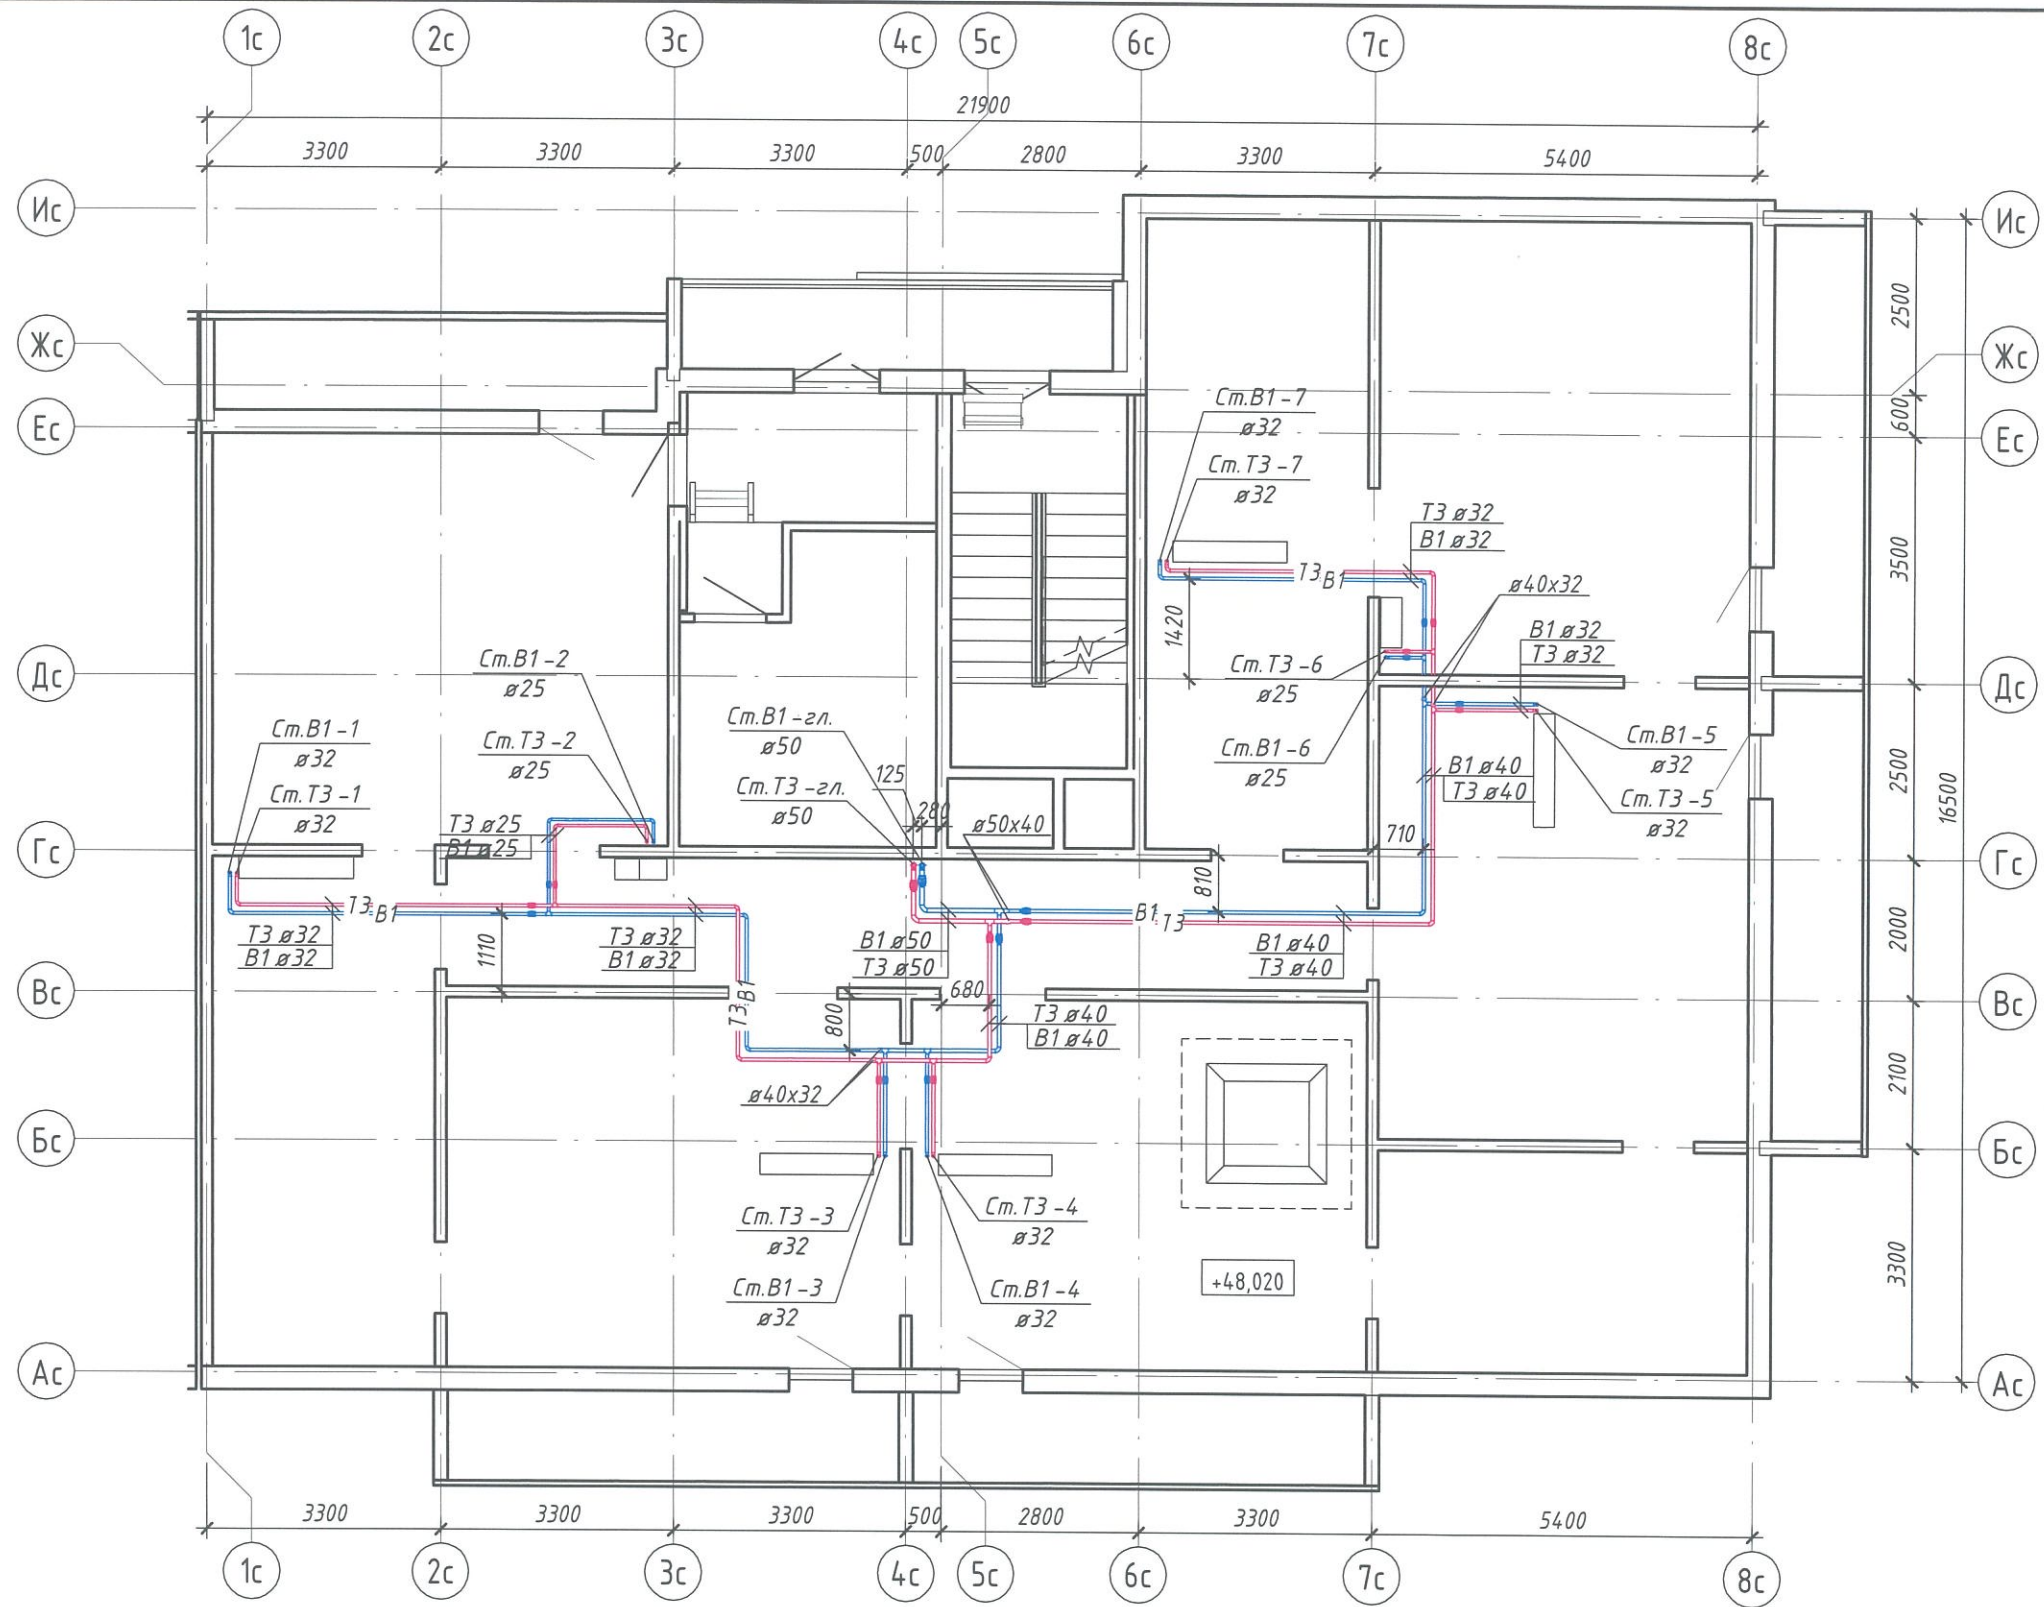 1с 2с 3с 4с 5с 6с 7с 8с
21900
3300 3300 3300 500 2800 3300 5400
Ис Ис
2500
Жс Жс
600
Ес Ес
Ст.В1-7
ø32
Ст.Т3-7
ø32
Т3 ø32
В1 ø32
3500
Т3 В1
ø40х32
1420
В1 ø32
Т3 ø32
Ст.В1-2
ø25
Ст.Т3-6
ø25
Дс Дс
Ст.В1-гл.
ø50
Ст.В1-1
ø32
Ст.Т3-2
ø25
Ст.В1-6
ø25
Ст.В1-5
ø32
125
В1 ø40
Т3 ø40
2500
16500
Ст.Т3-гл.
ø50
Ст.Т3-1
ø32
Ст.Т3-5
ø32
280
ø50х40
Т3 ø25
В1 ø25
710
Гс Гс
810
Т3 В1
В1 Т3
Т3 ø32
В1 ø32
1110
Т3 ø32
В1 ø32
В1 ø50
Т3 ø50
В1 ø40
Т3 ø40
2000
Вс Вс
Т3 В1
800
680
Т3 ø40
В1 ø40
2100
ø40х32
Бс Бс
Ст.Т3-3
ø32
Ст.Т3-4
ø32
3300
Ст.В1-3
ø32
Ст.В1-4
ø32
+48,020
Ас Ас
3300 3300 3300 500 2800 3300 5400
1с 2с 3с 4с 5с 6с 7с 8с